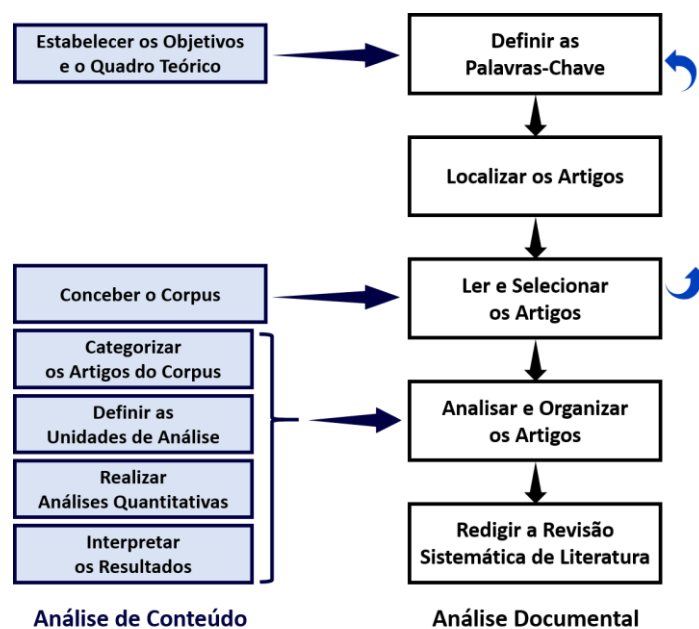 Estabelecer os Objetivos
e o Quadro Teórico
Definir as
Palavras-Chave
Localizar os Artigos
Conceber o Corpus
Ler e Selecionar
os Artigos
Categorizar
os Artigos do Corpus
Definir as
Unidades de Análise
Realizar
Análises Quantitativas
Interpretar
os Resultados
Analisar e Organizar
os Artigos
Redigir a Revisão
Sistemática de Literatura
Análise de Conteúdo
Análise Documental